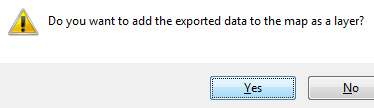 Do you want to add the exported data to the map as a layer?
Yes No